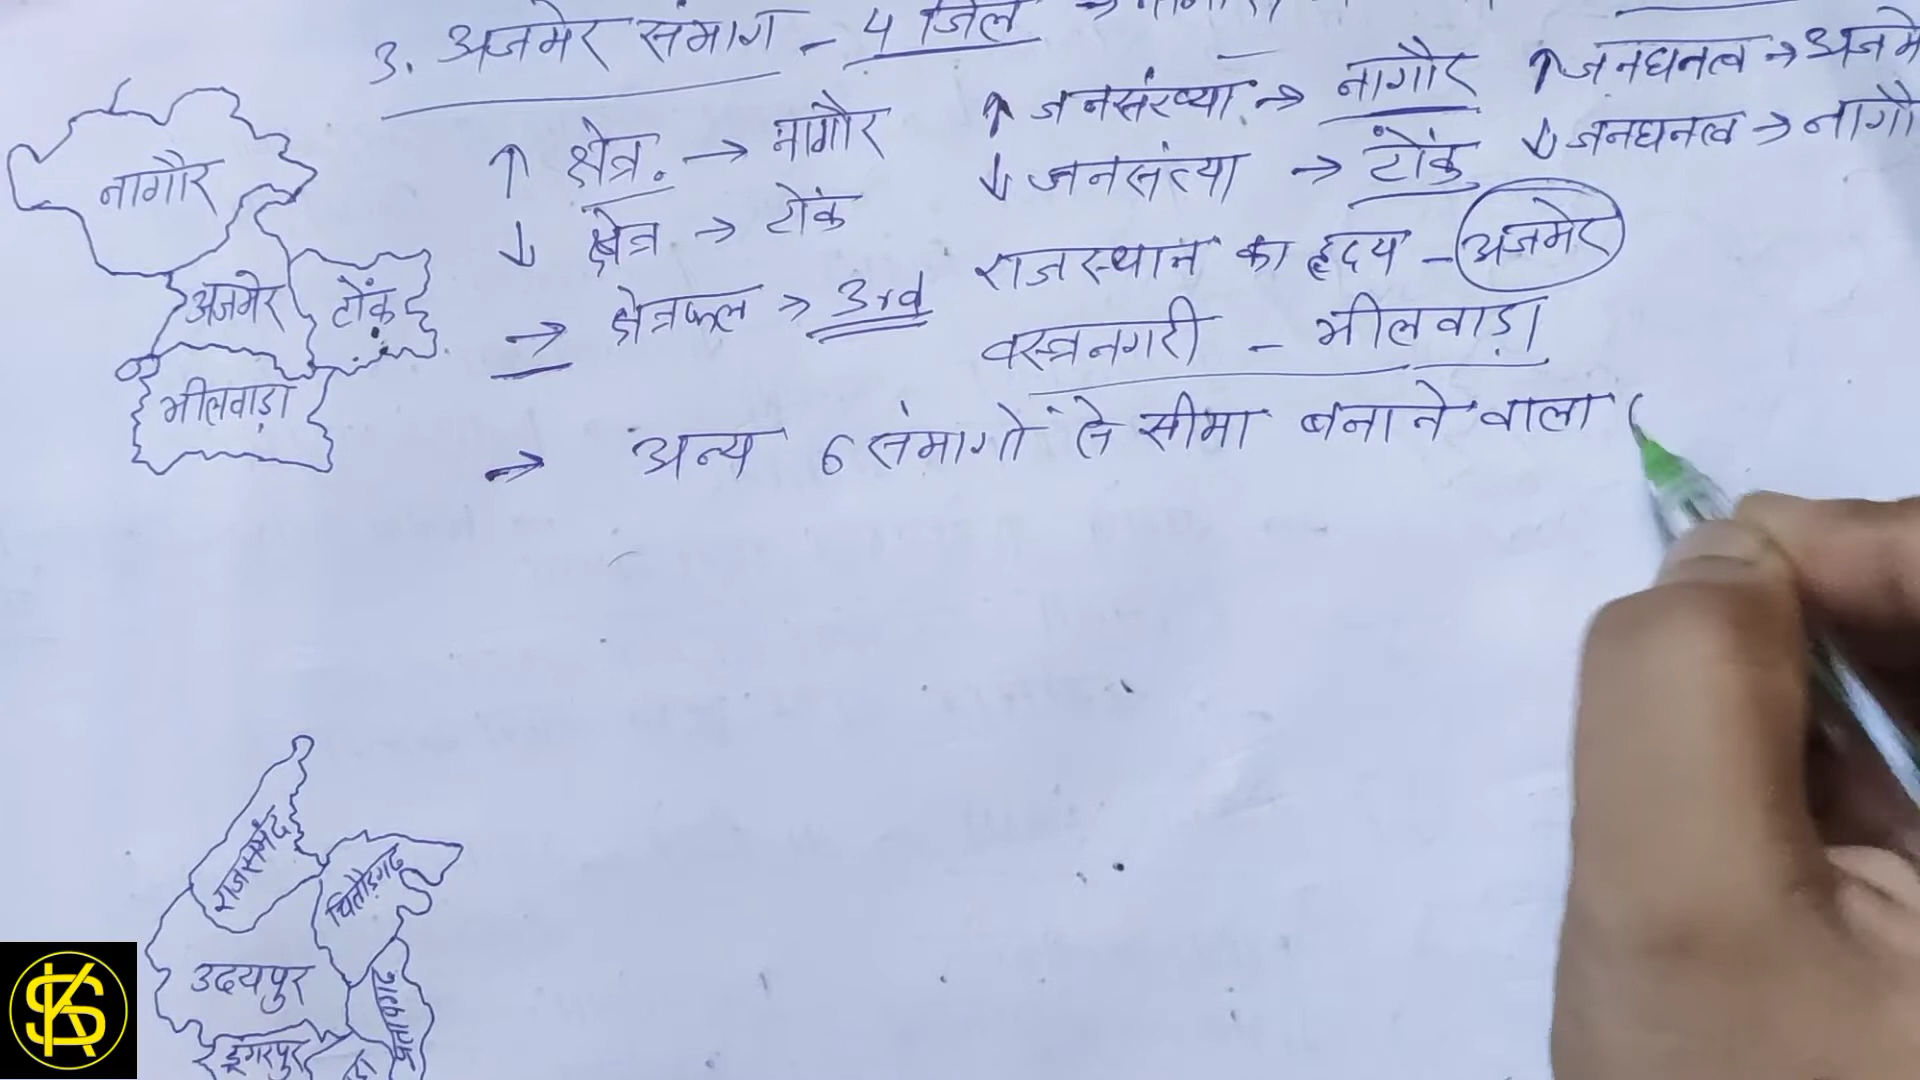 3. अजमेर संभाग - 4 जिले →
↑ क्षेत्र. → नागौर
↓ क्षेत्र → टोंक
→ क्षेत्रफल → 3rd
↑ जनसंख्या → नागौर
↓ जनसंख्या → टोंक
↑ जनघनत्व → अजमे
↓ जनघनत्व → नागौ
राजस्थान का हृदय - अजमेर
वस्त्रनगरी - भीलवाड़ा
→ अन्य 6 संभागों से सीमा बनाने वाला (
नागौर
अजमेर
टोंक
भीलवाड़ा
राजसमंद
चितौड़गढ़
उदयपुर
प्रतापगढ़
डूंगरपुर
KS